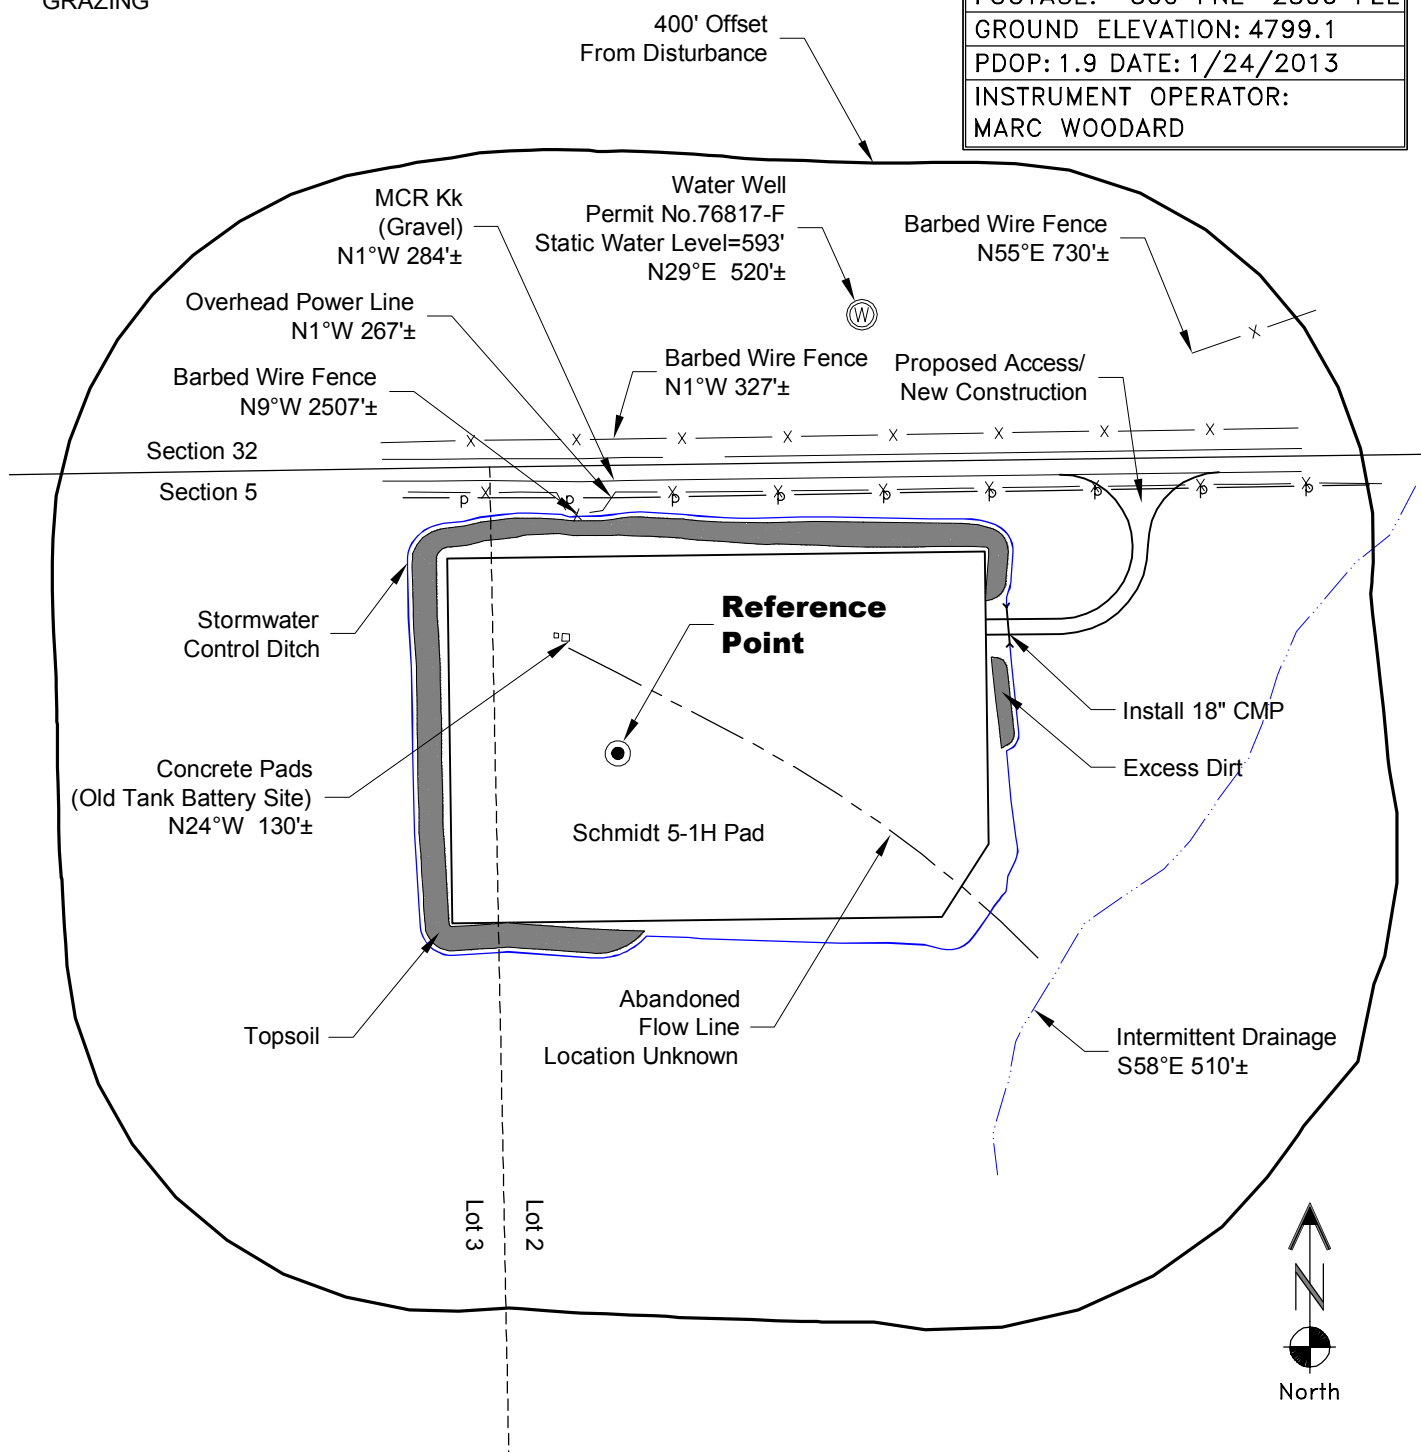 GRAZING
GROUND ELEVATION: 4799.1
PDOP: 1.9 DATE: 1/24/2013
INSTRUMENT OPERATOR:
MARC WOODARD
400' Offset
From Disturbance
MCR Kk
(Gravel)
N1°W 284'±
Water Well
Permit No.76817-F
Static Water Level=593'
N29°E 520'±
W
Barbed Wire Fence
N55°E 730'±
Overhead Power Line
N1°W 267'±
Barbed Wire Fence
N1°W 327'±
Proposed Access/
New Construction
Barbed Wire Fence
N9°W 2507'±
Section 32
Section 5
Stormwater
Control Ditch
Reference
Point
Install 18" CMP
Excess Dirt
Concrete Pads
(Old Tank Battery Site)
N24°W 130'±
Schmidt 5-1H Pad
Abandoned
Flow Line
Location Unknown
Topsoil
Intermittent Drainage
S58°E 510'±
Lot 3
Lot 2
N
North